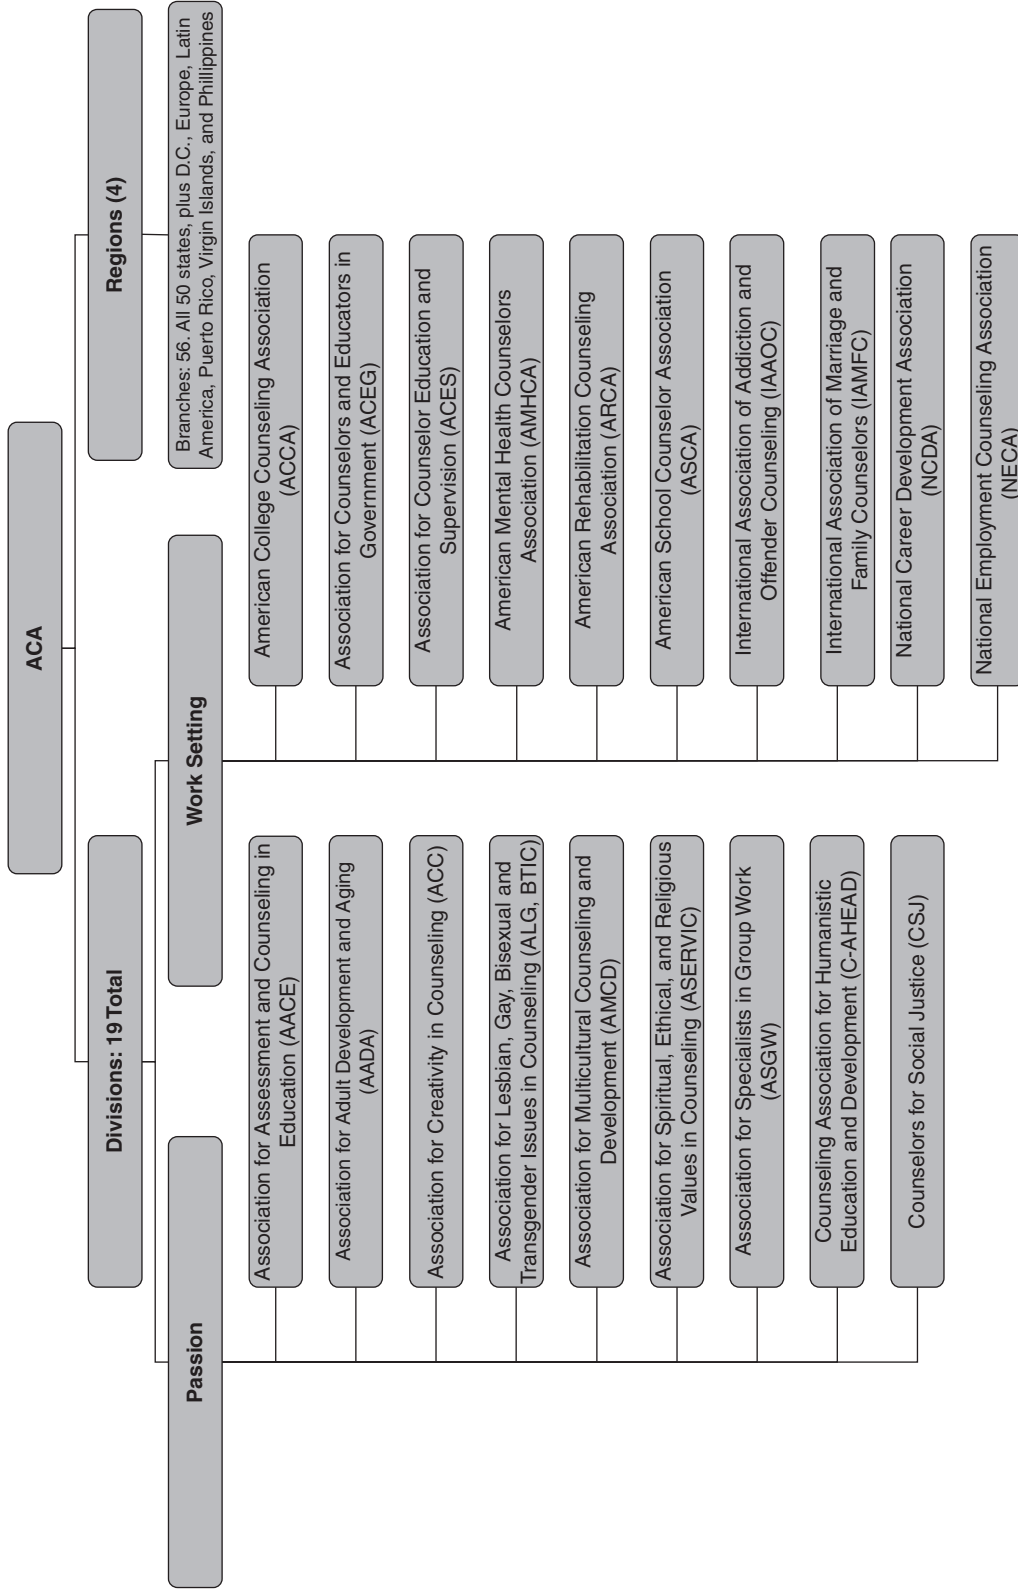 ACA
Divisions: 19 Total
Regions (4)
Passion
Work Setting
Branches: 56. All 50 states, plus D.C., Europe, Latin
America, Puerto Rico, Virgin Islands, and Phillippines
Association for Assessment and Counseling in
Education (AACE)
Association for Adult Development and Aging
(AADA)
Association for Creativity in Counseling (ACC)
Association for Lesbian, Gay, Bisexual and
Transgender Issues in Counseling (ALG, BTIC)
Association for Multicultural Counseling and
Development (AMCD)
Association for Spiritual, Ethical, and Religious
Values in Counseling (ASERVIC)
Association for Specialists in Group Work
(ASGW)
Counseling Association for Humanistic
Education and Development (C-AHEAD)
Counselors for Social Justice (CSJ)
American College Counseling Association
(ACCA)
Association for Counselors and Educators in
Government (ACEG)
Association for Counselor Education and
Supervision (ACES)
American Mental Health Counselors
Association (AMHCA)
American Rehabilitation Counseling
Association (ARCA)
American School Counselor Association
(ASCA)
International Association of Addiction and
Offender Counseling (IAAOC)
International Association of Marriage and
Family Counselors (IAMFC)
National Career Development Association
(NCDA)
National Employment Counseling Association
(NECA)